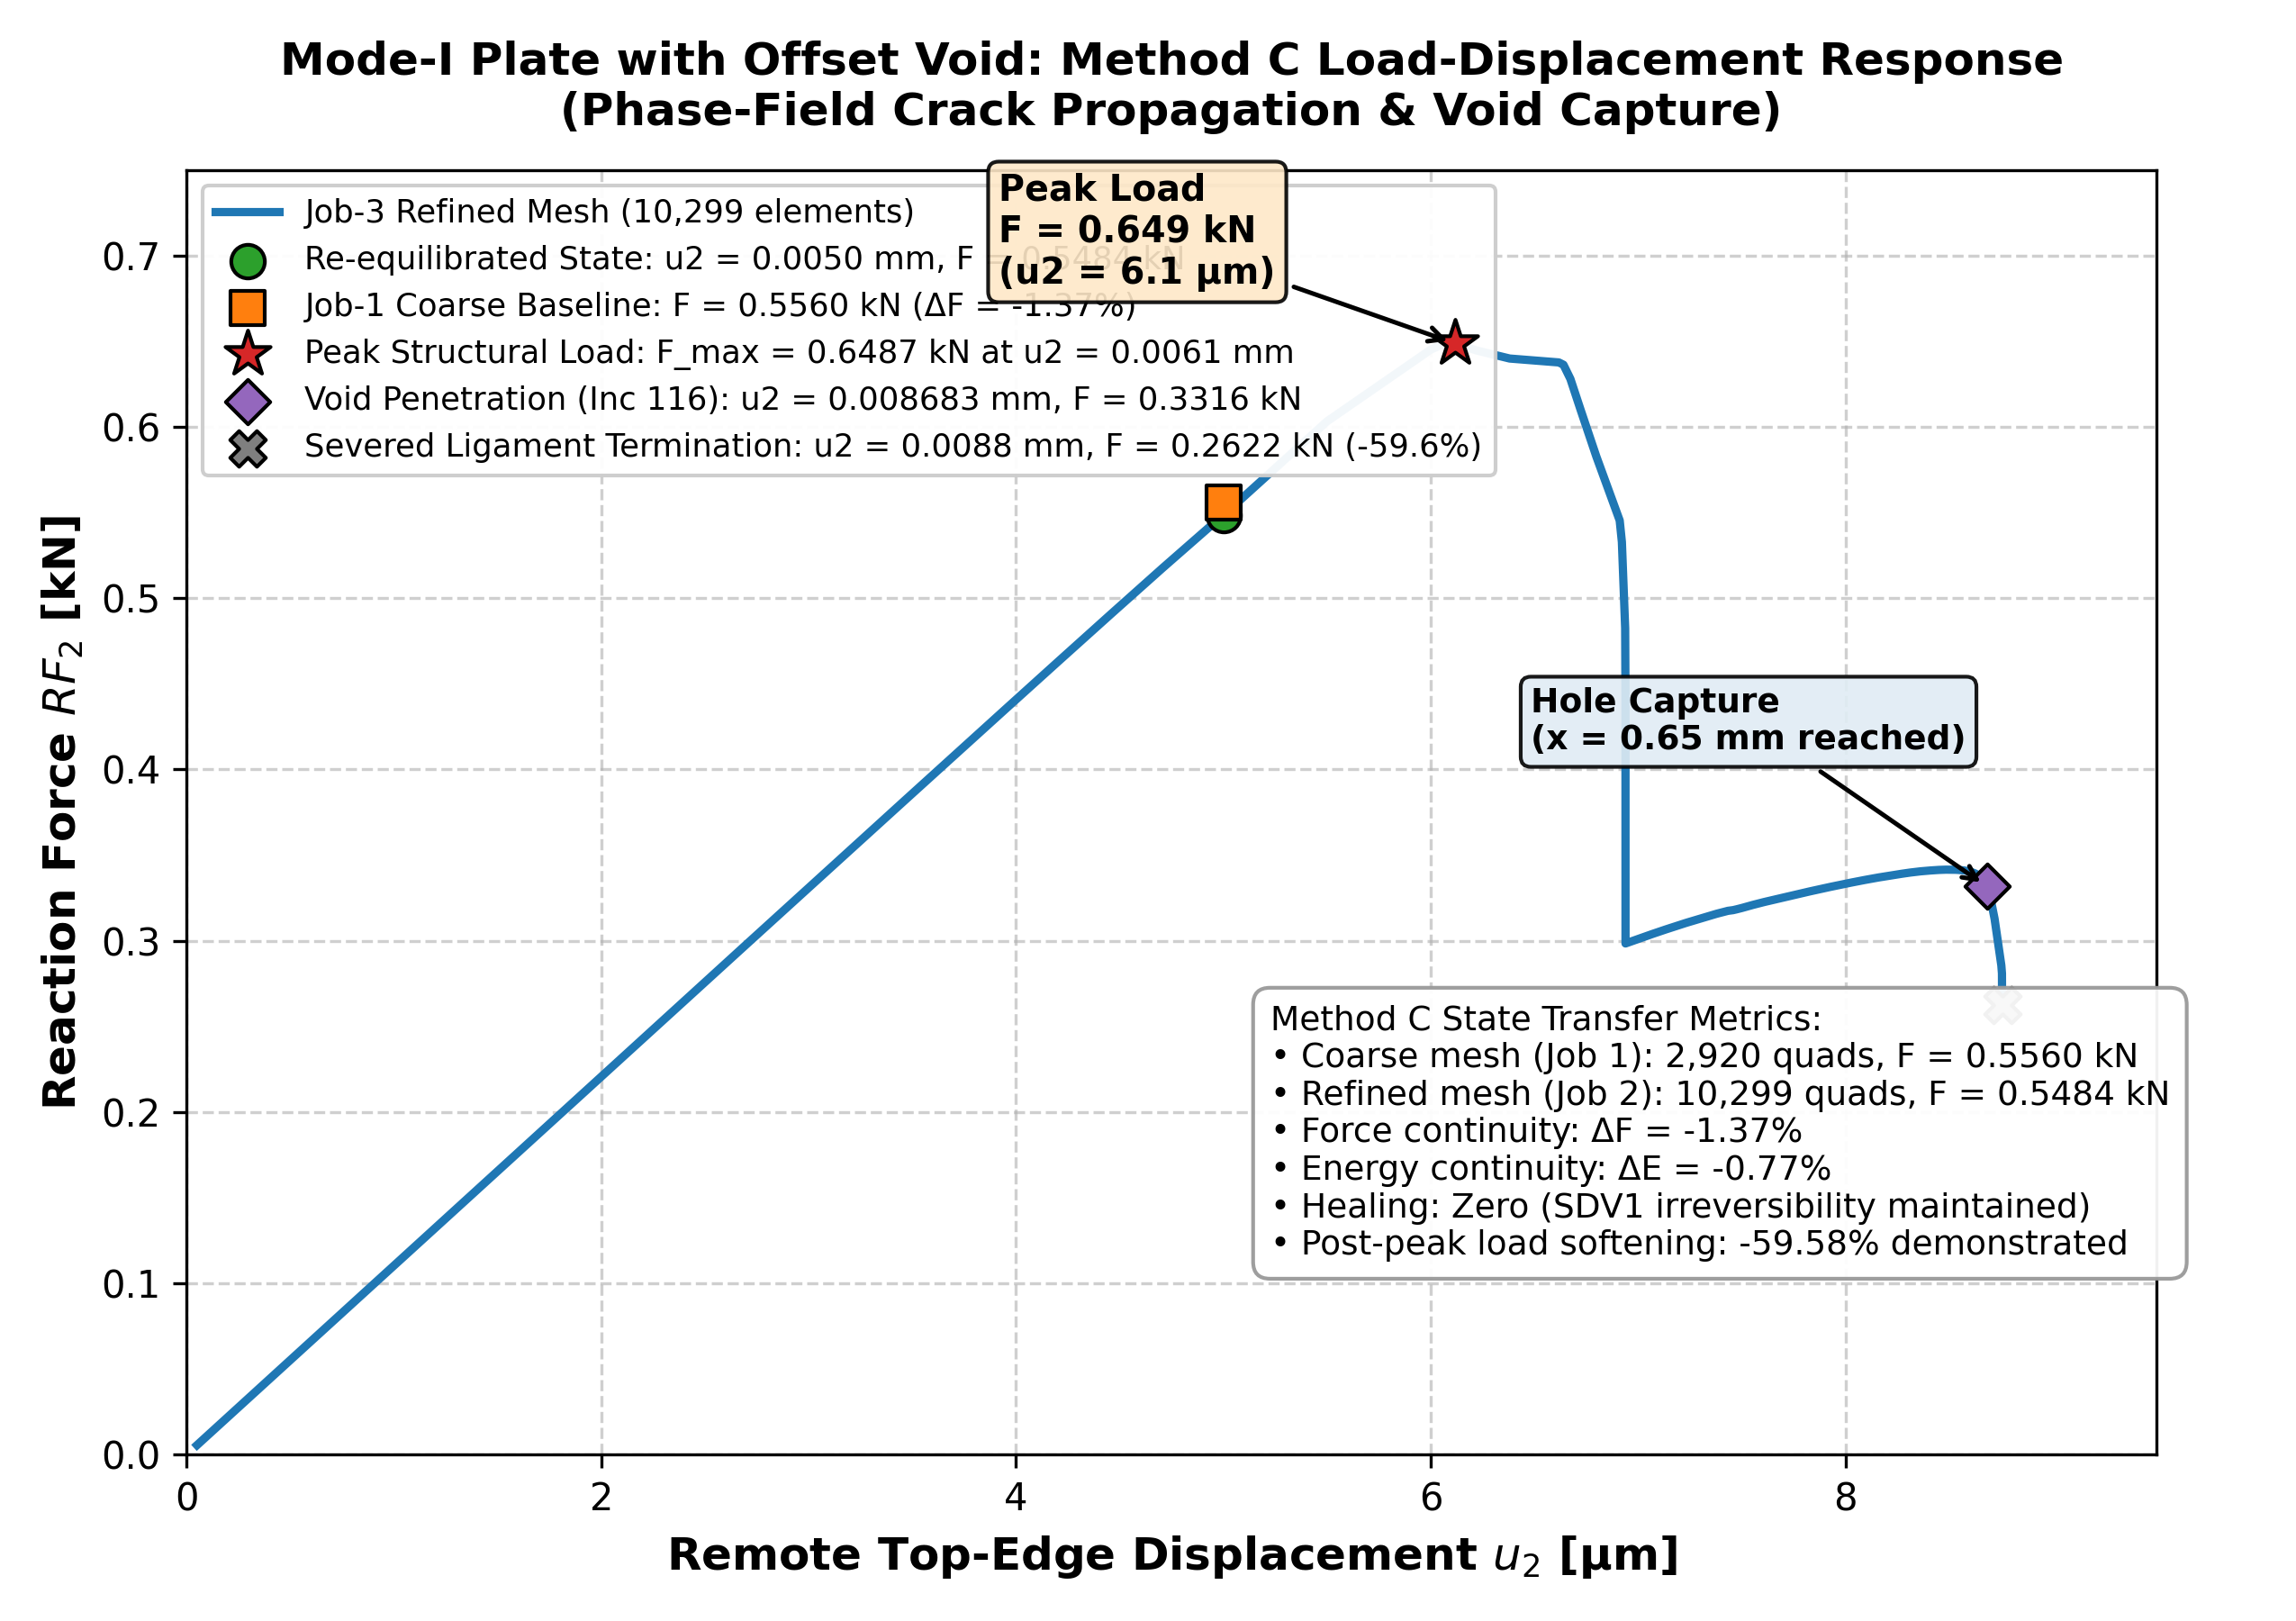 Mode-I Plate with Offset Void: Method C Load-Displacement Response
(Phase-Field Crack Propagation & Void Capture)
Peak Load
F = 0.649 kN
(u2 = 6.1 µm)
Job-3 Refined Mesh (10,299 elements)
Re-equilibrated State: u2 = 0.0050 mm, F = 0.5484 kN
Job-1 Coarse Baseline: F = 0.5560 kN (ΔF = -1.37%)
Peak Structural Load: F_max = 0.6487 kN at u2 = 0.0061 mm
Void Penetration (Inc 116): u2 = 0.008683 mm, F = 0.3316 kN
Severed Ligament Termination: u2 = 0.0088 mm, F = 0.2622 kN (-59.6%)
Hole Capture
(x = 0.65 mm reached)
Method C State Transfer Metrics:
• Coarse mesh (Job 1): 2,920 quads, F = 0.5560 kN
• Refined mesh (Job 2): 10,299 quads, F = 0.5484 kN
• Force continuity: ΔF = -1.37%
• Energy continuity: ΔE = -0.77%
• Healing: Zero (SDV1 irreversibility maintained)
• Post-peak load softening: -59.58% demonstrated
Reaction Force RF₂ [kN]
0.7
0.6
0.5
0.4
0.3
0.2
0.1
0.0
0
2
4
6
8
Remote Top-Edge Displacement u₂ [µm]